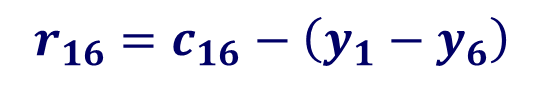 r₁₆ = c₁₆ − (y₁ − y₆)